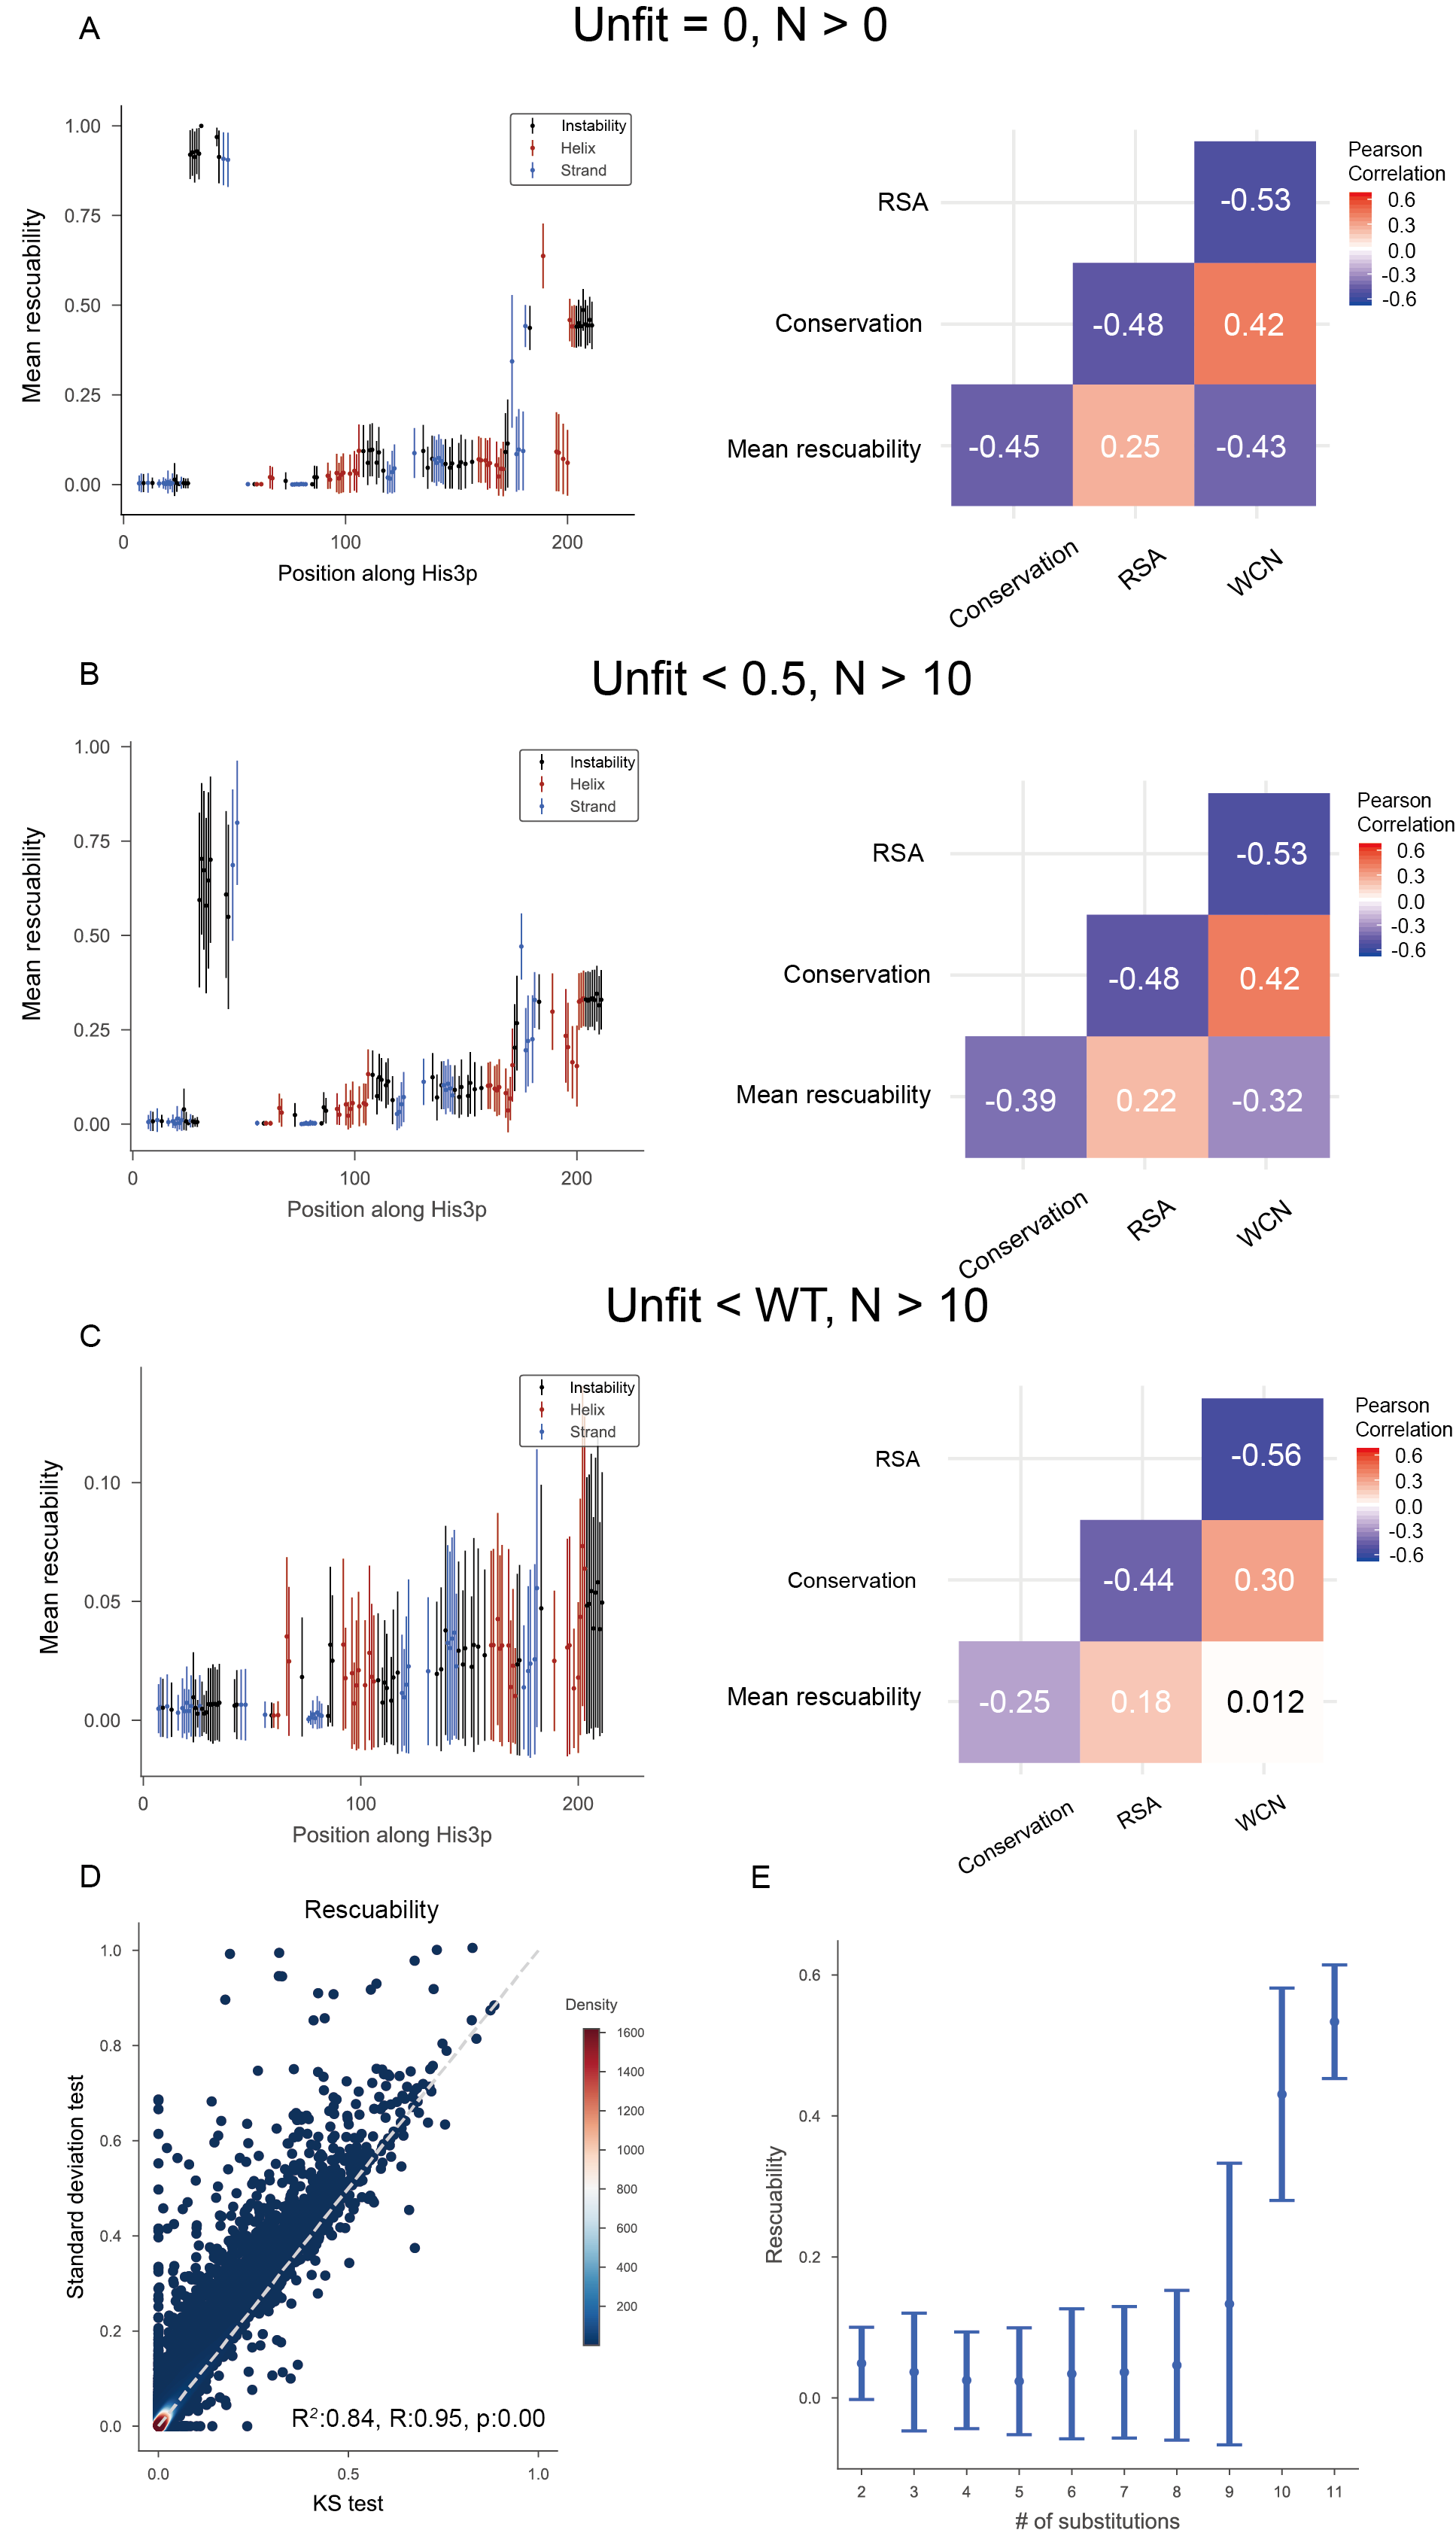 A
Unfit = 0, N > 0
Mean rescuability
1.00
0.75
0.50
0.25
0.00
0
100
200
Position along His3p
Instability
Helix
Strand
RSA
Conservation
Mean rescuability
-0.53
-0.48
0.42
-0.45
0.25
-0.43
Conservation
RSA
WCN
Pearson
Correlation
0.6
0.3
0.0
-0.3
-0.6
B
Unfit < 0.5, N > 10
Mean rescuability
1.00
0.75
0.50
0.25
0.00
0
100
200
Position along His3p
Instability
Helix
Strand
RSA
Conservation
Mean rescuability
-0.53
-0.48
0.42
-0.39
0.22
-0.32
Conservation
RSA
WCN
Pearson
Correlation
0.6
0.3
0.0
-0.3
-0.6
C
Unfit < WT, N > 10
Mean rescuability
0.10
0.05
0.00
0
100
200
Position along His3p
Instability
Helix
Strand
RSA
Conservation
Mean rescuability
-0.56
-0.44
0.30
-0.25
0.18
0.012
Conservation
RSA
WCN
Pearson
Correlation
0.6
0.3
0.0
-0.3
-0.6
D
Rescuability
Standard deviation test
1.0
0.8
0.6
0.4
0.2
0.0
0.0
0.5
1.0
KS test
R²:0.84, R:0.95, p:0.00
Density
1600
1400
1200
1000
800
600
400
200
E
Rescuability
0.6
0.4
0.2
0.0
2
3
4
5
6
7
8
9
10
11
# of substitutions